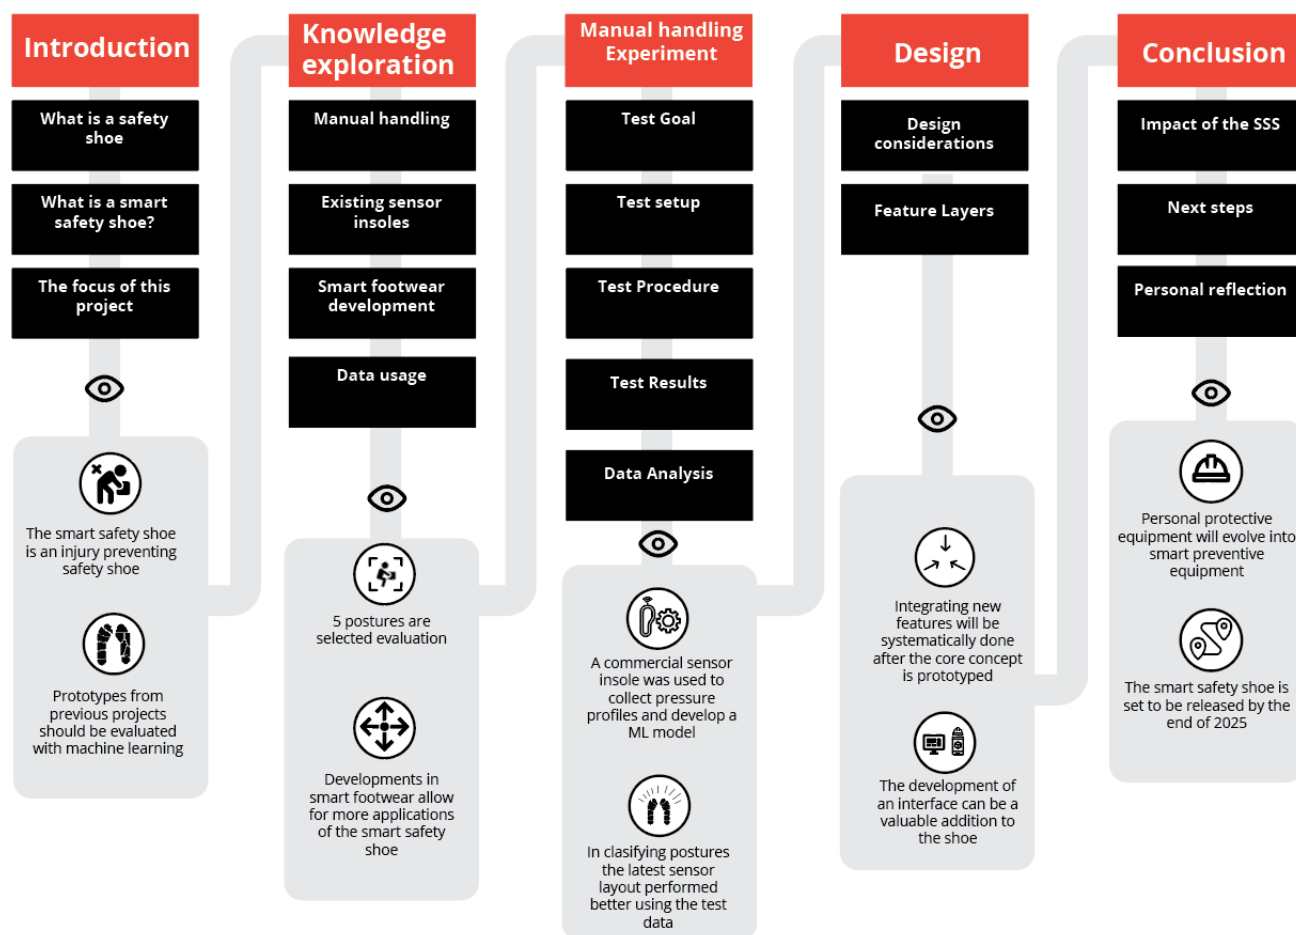 Introduction
What is a safety
shoe
What is a smart
safety shoe?
The focus of this
project
The smart safety shoe
is an injury preventing
safety shoe
Prototypes from
previous projects
should be evaluated
with machine learning
Knowledge
exploration
Manual handling
Existing sensor
insoles
Smart footwear
development
Data usage
5 postures are
selected evaluation
Developments in
smart footwear allow
for more applications
of the smart safety
shoe
Manual handling
Experiment
Test Goal
Test setup
Test Procedure
Test Results
Data Analysis
A commercial sensor
insole was used to
collect pressure
profiles and develop a
ML model
In clasifying postures
the latest sensor
layout performed
better using the test
data
Design
Design
considerations
Feature Layers
Integrating new
features will be
systematically done
after the core concept
is prototyped
The development of
an interface can be a
valuable addition to
the shoe
Conclusion
Impact of the SSS
Next steps
Personal reflection
Personal protective
equipment will evolve into
smart preventive
equipment
The smart safety shoe is
set to be released by the
end of 2025